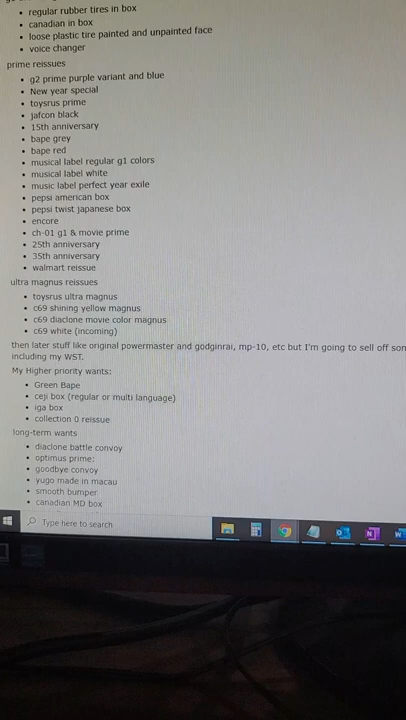 • regular rubber tires in box
• canadian in box
• loose plastic tire painted and unpainted face
• voice changer
prime reissues
• g2 prime purple variant and blue
• New year special
• toysrus prime
• jafcon black
• 15th anniversary
• bape grey
• bape red
• musical label regular g1 colors
• musical label white
• music label perfect year exile
• pepsi american box
• pepsi twist japanese box
• encore
• ch-01 g1 & movie prime
• 25th anniversary
• 35th anniversary
• walmart reissue
ultra magnus reissues
• toysrus ultra magnus
• c69 shining yellow magnus
• c69 diaclone movie color magnus
• c69 white (incoming)
then later stuff like original powermaster and godginrai, mp-10, etc but I'm going to sell off
including my WST.
My Higher priority wants:
• Green Bape
• ceji box (regular or multi language)
• iga box
• collection 0 reissue
long-term wants
• diaclone battle convoy
• optimus prime:
• goodbye convoy
• yugo made in macau
• smooth bumper
• canadian MD box
Type here to search